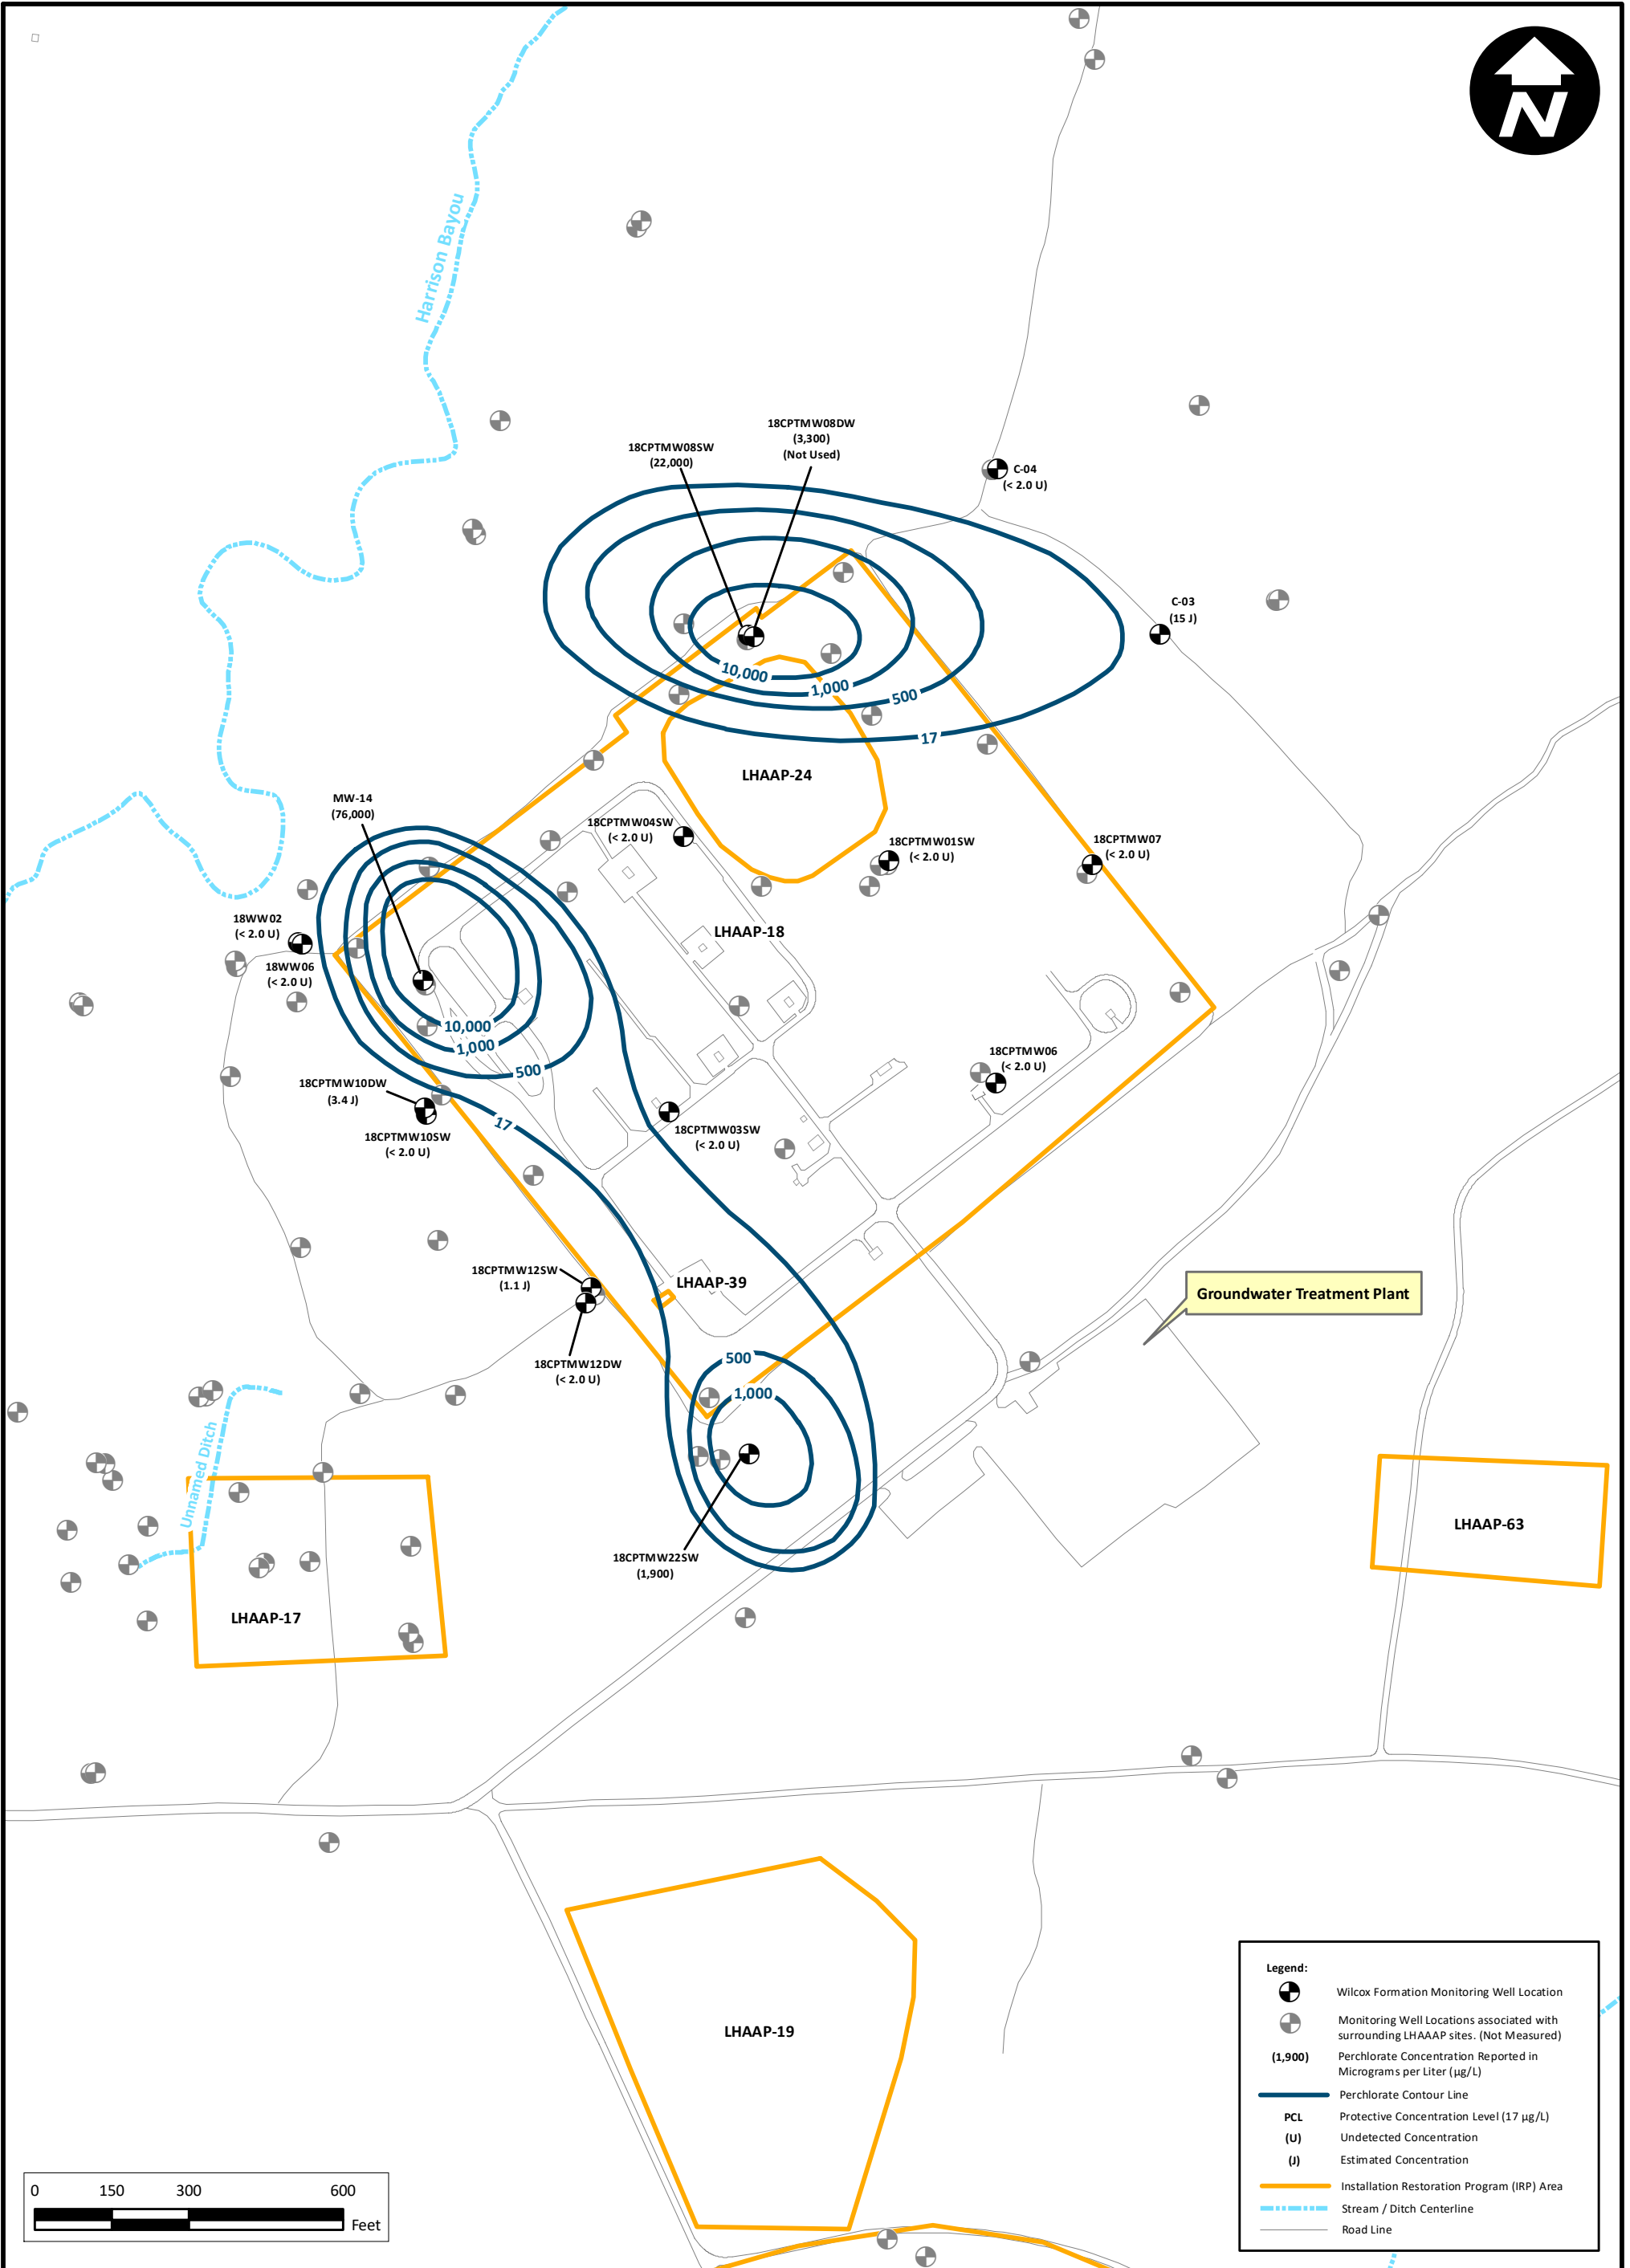 N
Harrison Bayou
18CPTMW08DW
(3,300)
(Not Used)
18CPTMW08SW
(22,000)
C-04
(< 2.0 U)
C-03
(15 J)
10,000
1,000
500
17
LHAAP-24
MW-14
(76,000)
18CPTMW04SW
(< 2.0 U)
18CPTMW01SW
(< 2.0 U)
18CPTMW07
(< 2.0 U)
18WW02
(< 2.0 U)
LHAAP-18
18WW06
(< 2.0 U)
10,000
1,000
500
18CPTMW06
(< 2.0 U)
18CPTMW10DW
(3.4 J)
17
18CPTMW10SW
(< 2.0 U)
18CPTMW03SW
(< 2.0 U)
18CPTMW12SW
(1.1 J)
LHAAP-39
Groundwater Treatment Plant
18CPTMW12DW
(< 2.0 U)
500
1,000
Unnamed Ditch
18CPTMW22SW
(1,900)
LHAAP-63
LHAAP-17
LHAAP-19
Legend:
Wilcox Formation Monitoring Well Location
Monitoring Well Locations associated with
surrounding LHAAAP sites. (Not Measured)
(1,900) Perchlorate Concentration Reported in
Micrograms per Liter (µg/L)
Perchlorate Contour Line
PCL Protective Concentration Level (17 µg/L)
(U) Undetected Concentration
(J) Estimated Concentration
Installation Restoration Program (IRP) Area
Stream / Ditch Centerline
Road Line
0 150 300 600
Feet